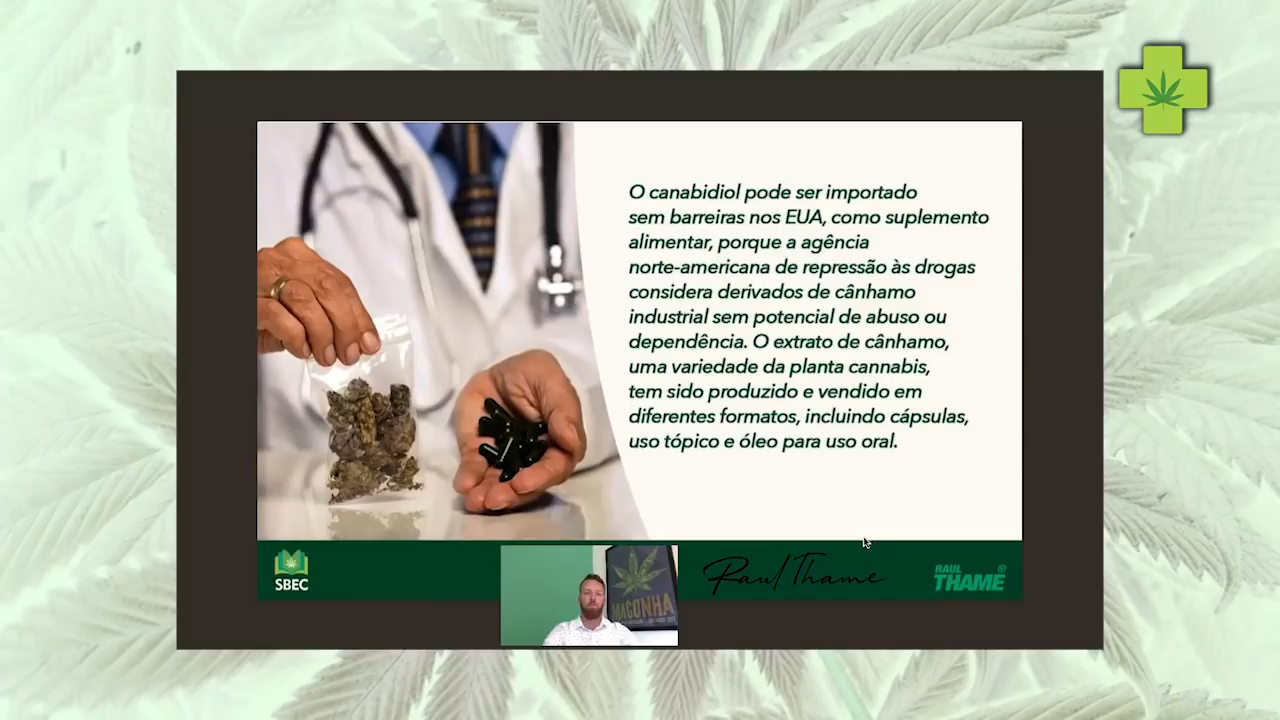 O canabidiol pode ser importado
sem barreiras nos EUA, como suplemento
alimentar, porque a agência
norte-americana de repressão às drogas
considera derivados de cânhamo
industrial sem potencial de abuso ou
dependência. O extrato de cânhamo,
uma variedade da planta cannabis,
tem sido produzido e vendido em
diferentes formatos, incluindo cápsulas,
uso tópico e óleo para uso oral.
SBEC
MACONHA
Raul Thame
RAUL
THAME